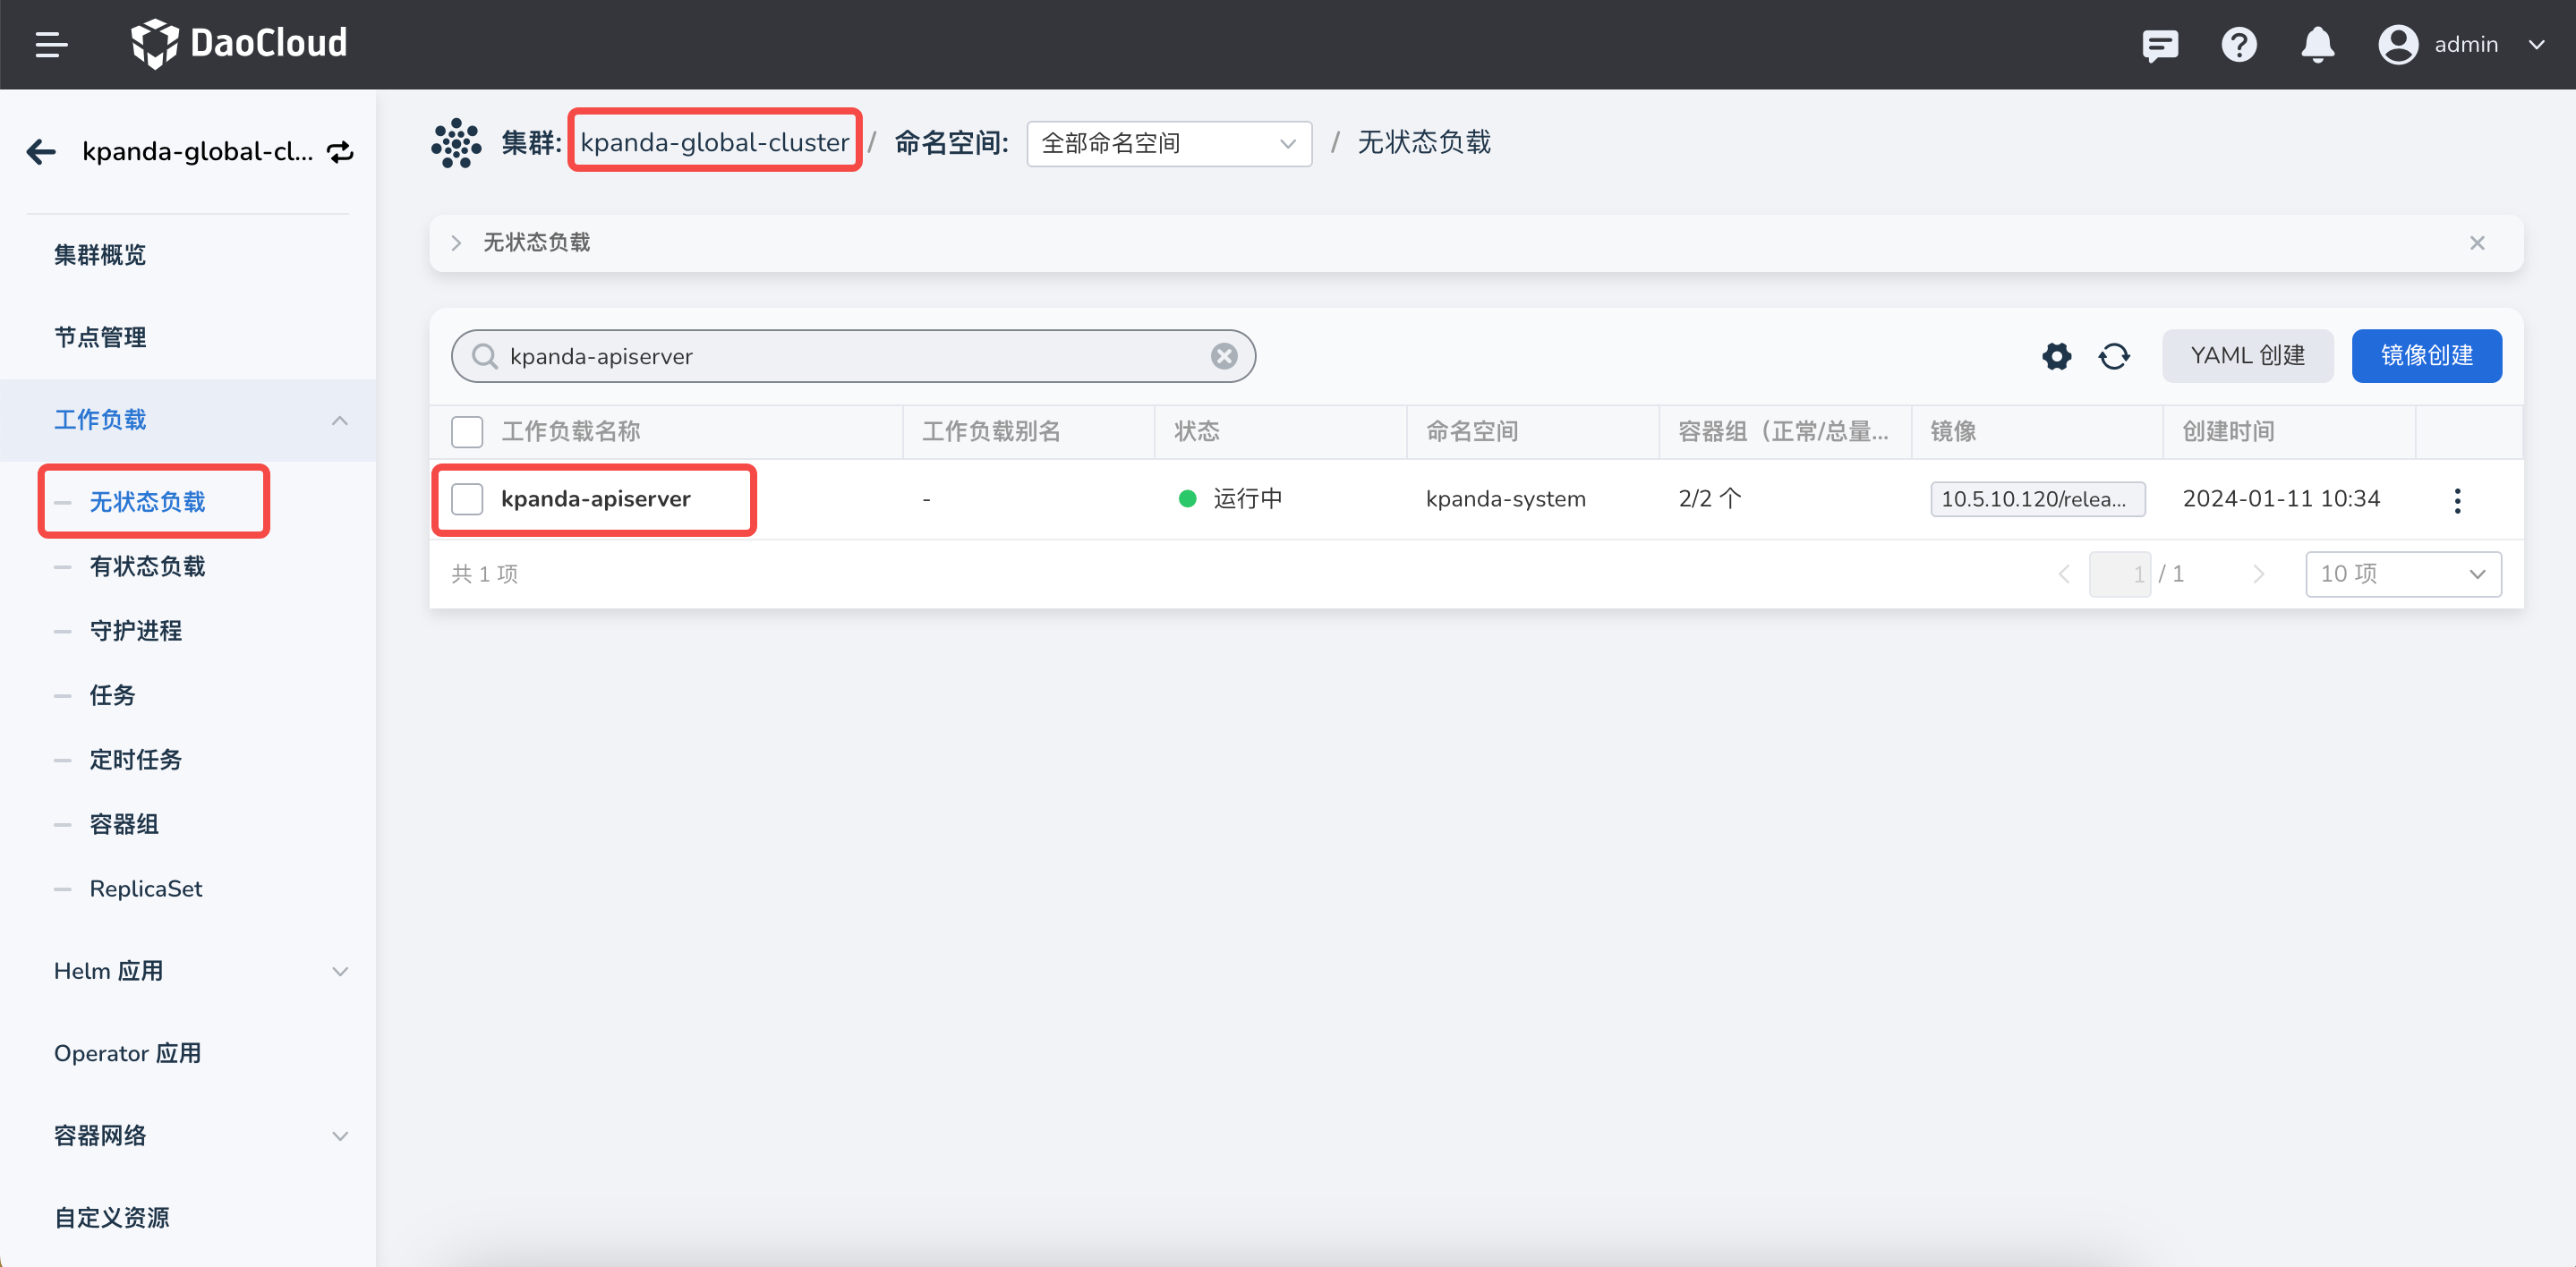 DaoCloud
admin
kpanda-global-cl...
集群概览
节点管理
工作负载
无状态负载
有状态负载
守护进程
任务
定时任务
容器组
ReplicaSet
Helm 应用
Operator 应用
容器网络
自定义资源
集群: kpanda-global-cluster / 命名空间: 全部命名空间 / 无状态负载
无状态负载
kpanda-apiserver
YAML 创建
镜像创建
工作负载名称 工作负载别名 状态 命名空间 容器组（正常/总量... 镜像 创建时间
kpanda-apiserver - 运行中 kpanda-system 2/2 个 10.5.10.120/relea... 2024-01-11 10:34
共 1 项
1 / 1
10 项